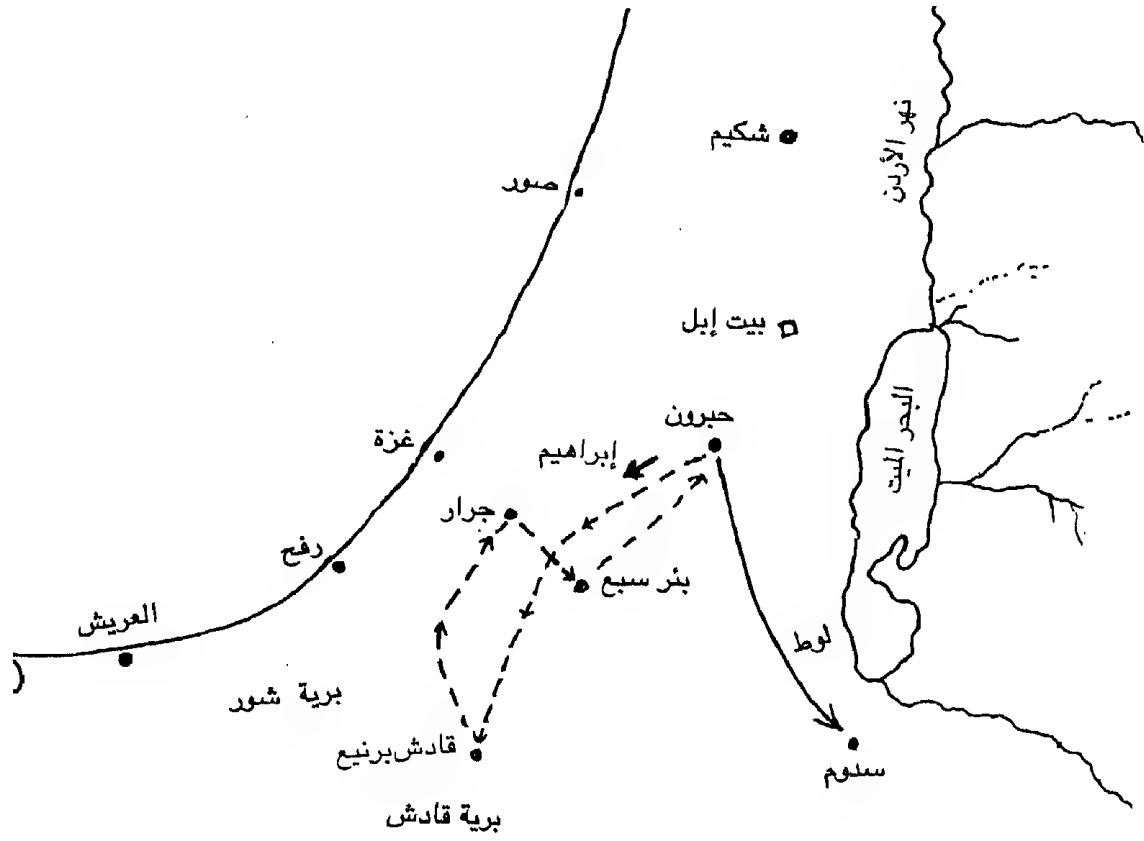 شكيم
نهر الأردن
صور
بيت إبل
البحر الميت
حبرون
غزة
إبراهيم
جرار
رفح
بئر سبع
العريش
لوط
برية شور
قادش برنيع
سدوم
برية قادش